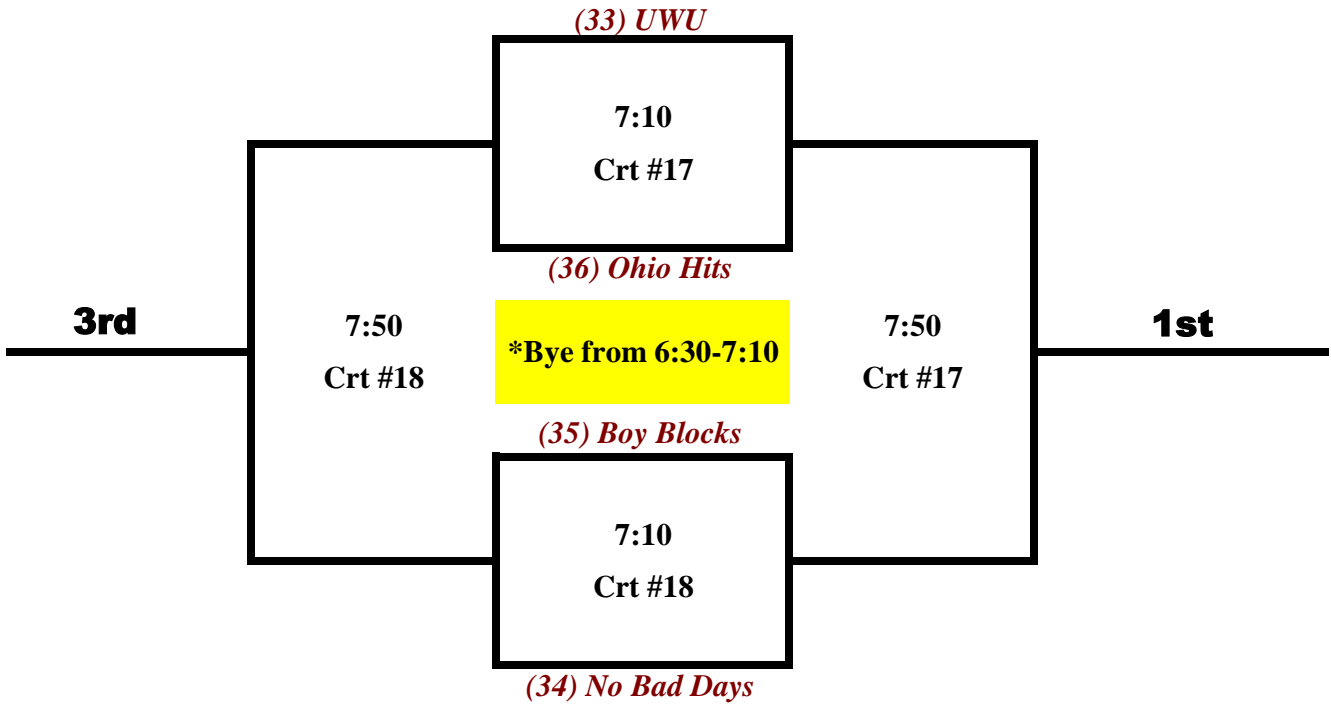 (33) UWU
7:10
Crt #17
(36) Ohio Hits
3rd
7:50
Crt #18
*Bye from 6:30-7:10
7:50
Crt #17
1st
(35) Boy Blocks
7:10
Crt #18
(34) No Bad Days